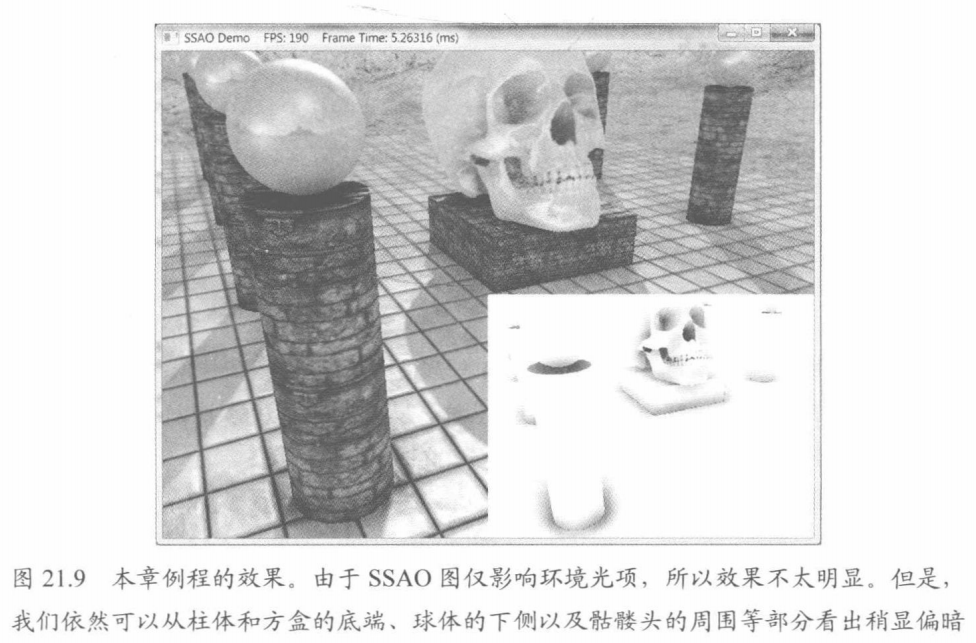 SSAO Demo FPS: 190 Frame Time: 5.26316 (ms)
图 21.9 本章例程的效果。由于 SSAO 图仅影响环境光项，所以效果不太明显。但是，
我们依然可以从柱体和方盒的底端、球体的下侧以及骷髅头的周围等部分看出稍显偏暗